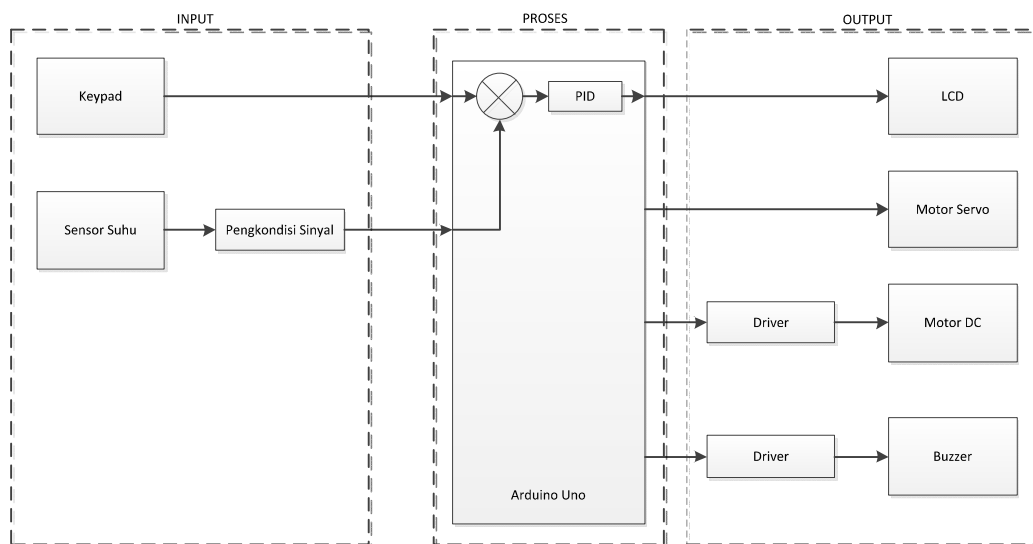 INPUT
PROSES
OUTPUT
Keypad
PID
LCD
Sensor Suhu
Pengkondisi Sinyal
Motor Servo
Driver
Motor DC
Driver
Buzzer
Arduino Uno